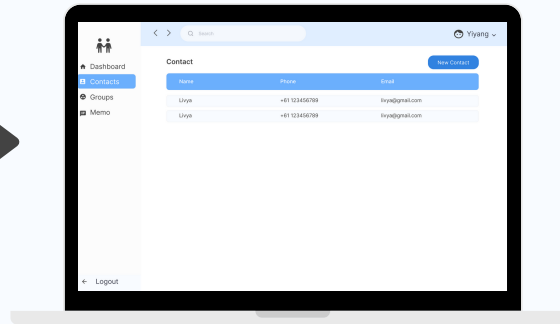 Search
Yiyang
Dashboard
Contacts
Groups
Memo
Logout
Contact
New Contact
Name Phone Email
Livya +61 123456789 livya@gmail.com
Livya +61 123456789 livya@gmail.com